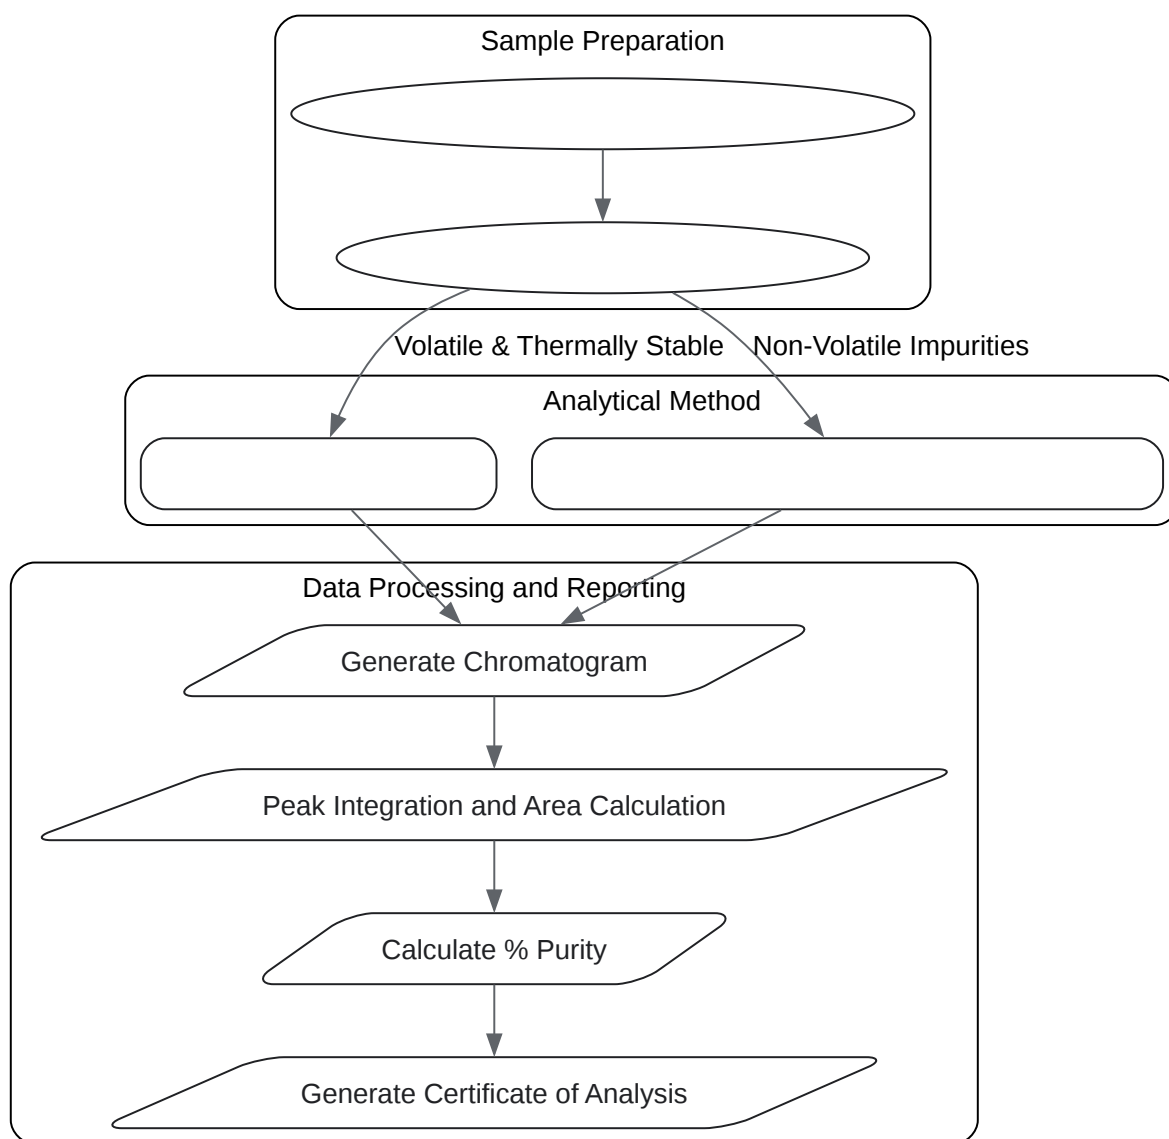 Sample Preparation
Volatile & Thermally Stable
Non-Volatile Impurities
Analytical Method
Data Processing and Reporting
Generate Chromatogram
Peak Integration and Area Calculation
Calculate % Purity
Generate Certificate of Analysis